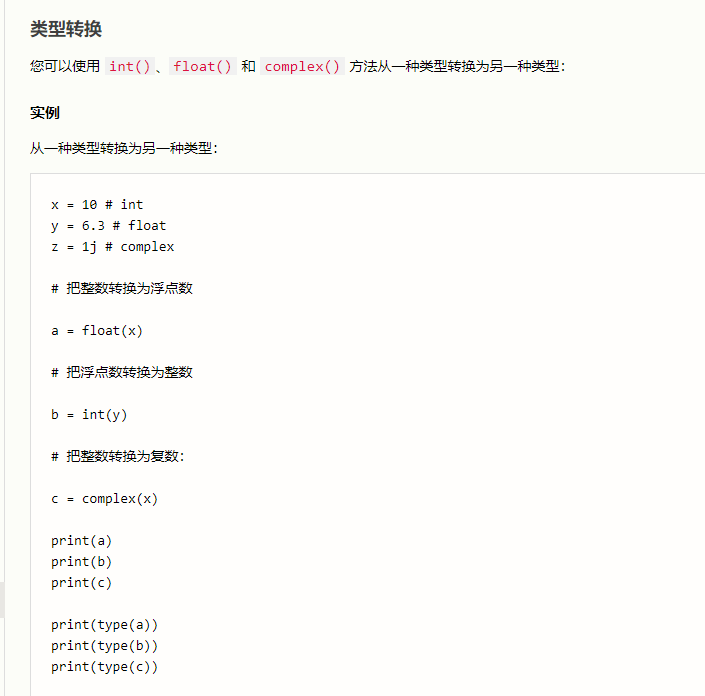 类型转换
您可以使用 int()、float() 和 complex() 方法从一种类型转换为另一种类型：
实例
从一种类型转换为另一种类型：
x = 10 # int
y = 6.3 # float
z = 1j # complex
# 把整数转换为浮点数
a = float(x)
# 把浮点数转换为整数
b = int(y)
# 把整数转换为复数：
c = complex(x)
print(a)
print(b)
print(c)
print(type(a))
print(type(b))
print(type(c))